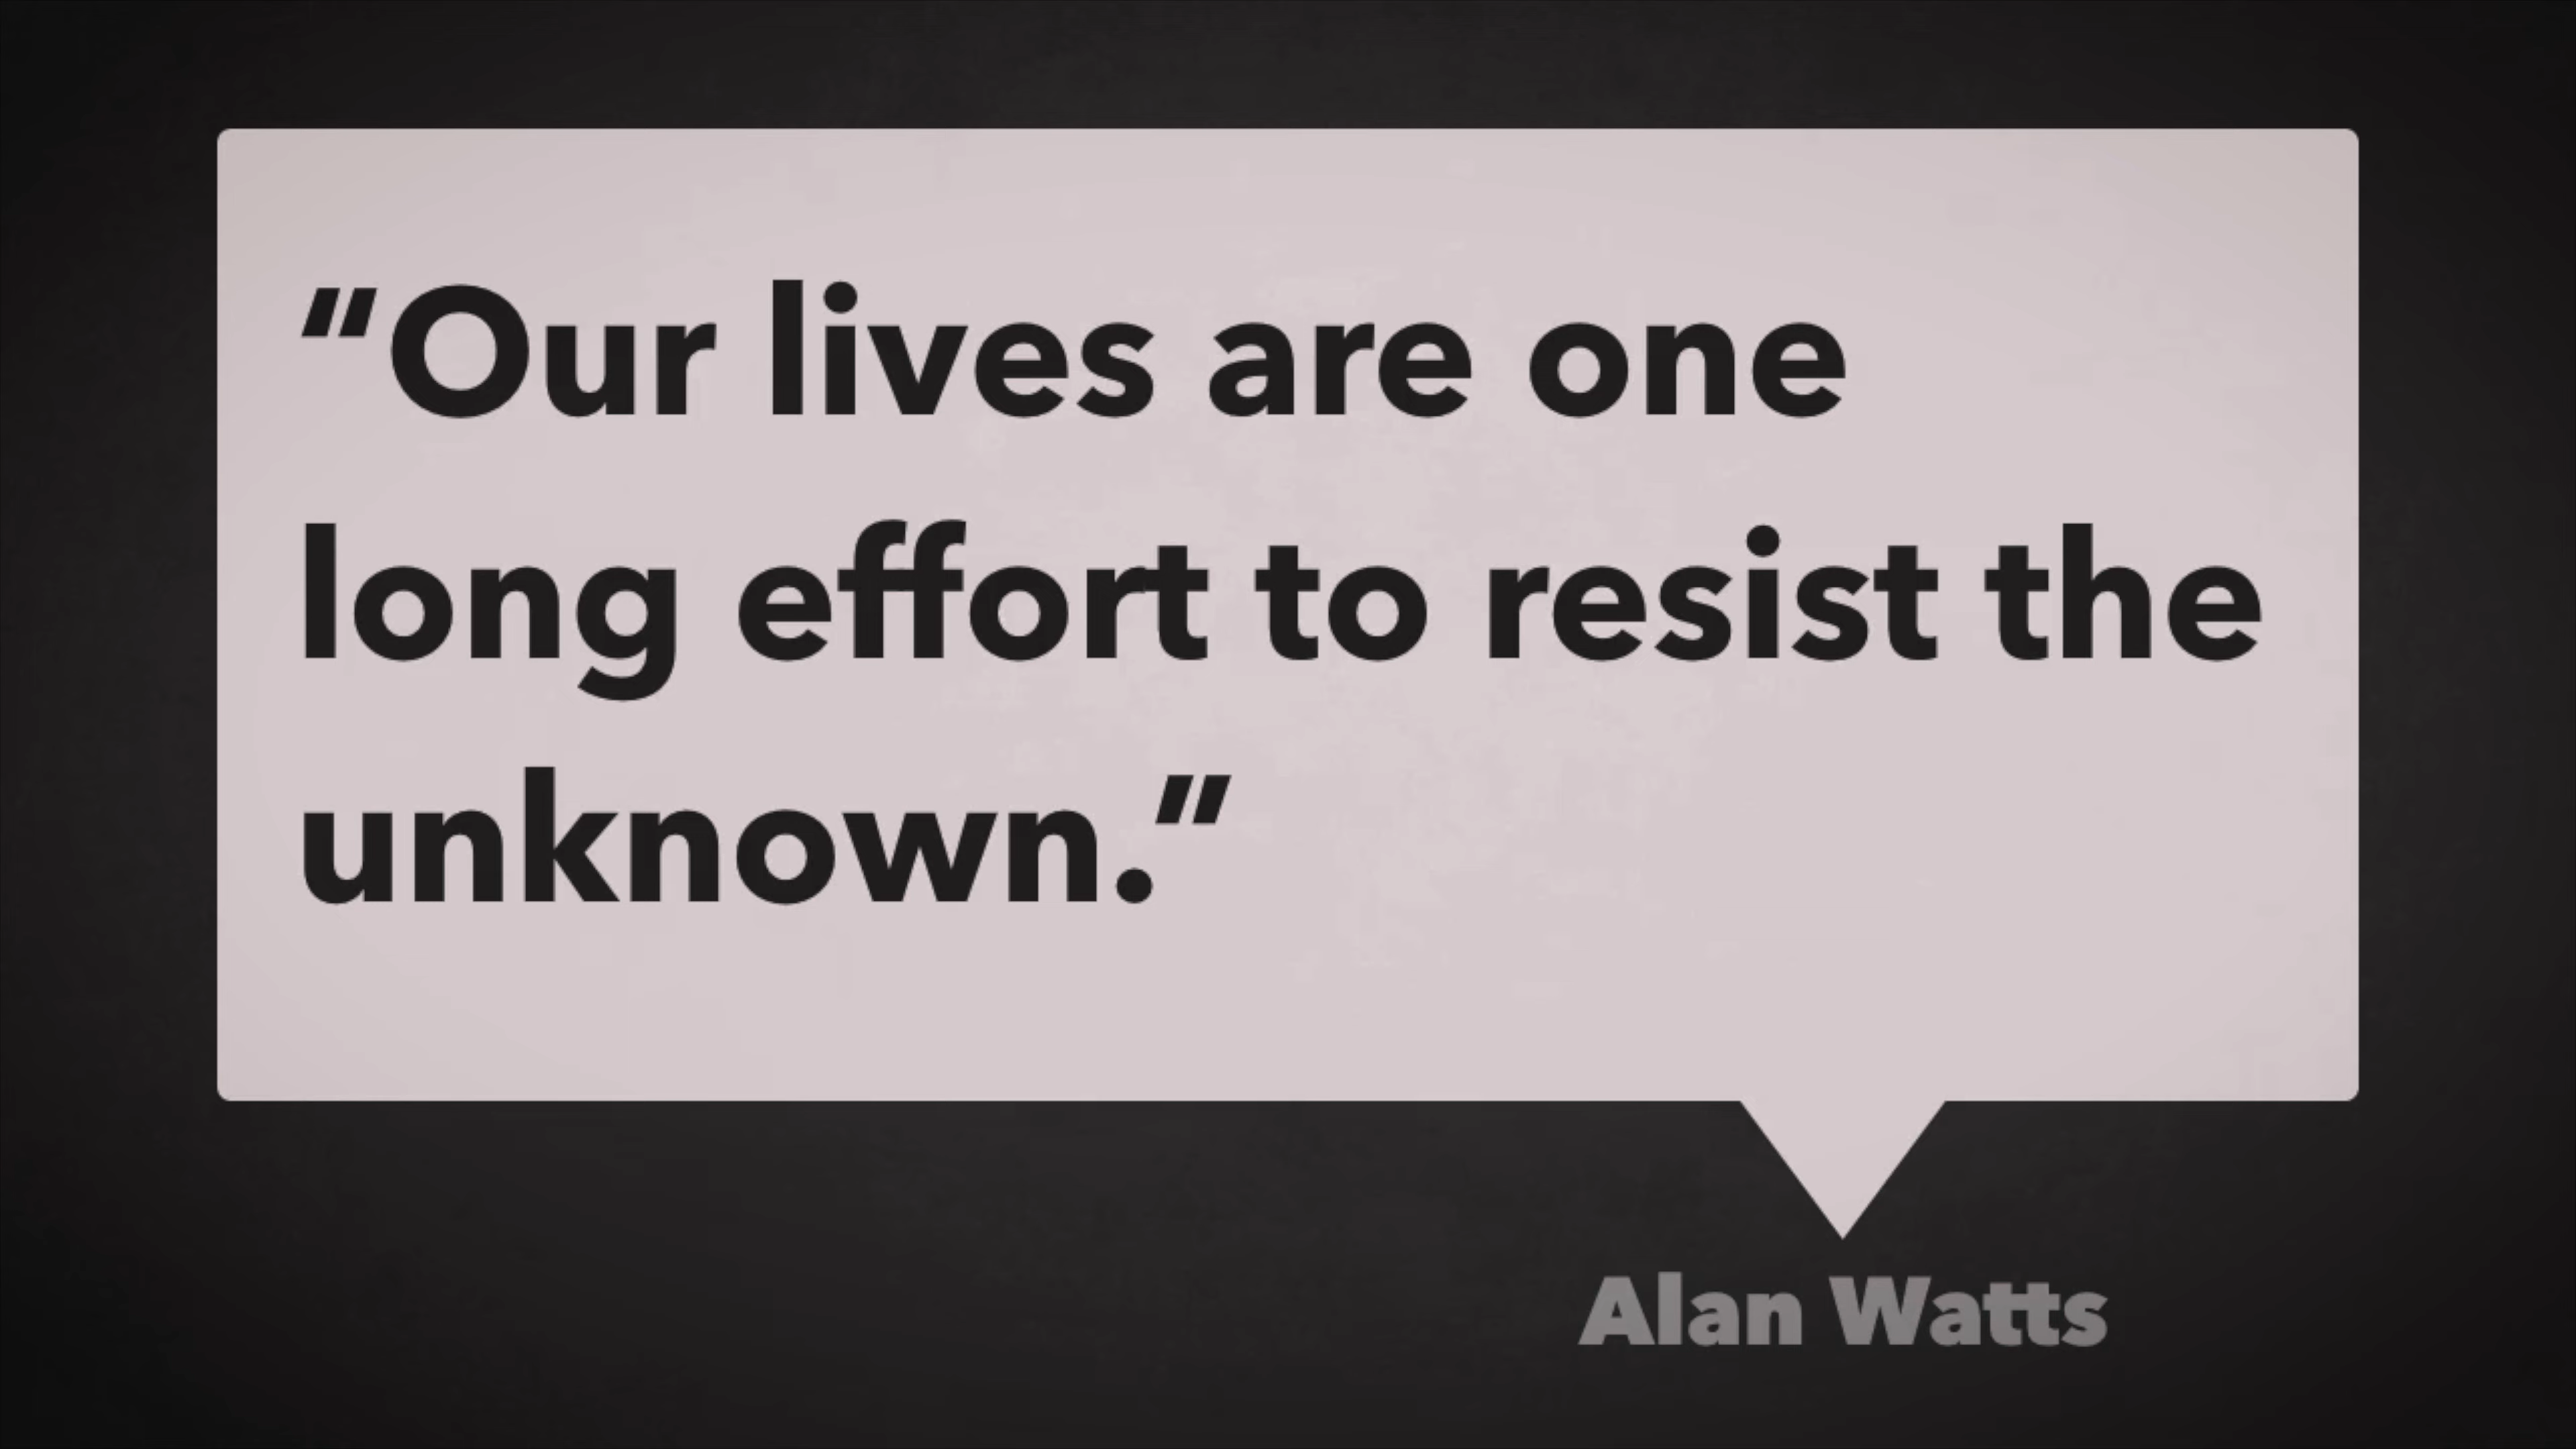 “Our lives are one
long effort to resist the
unknown.”
Alan Watts